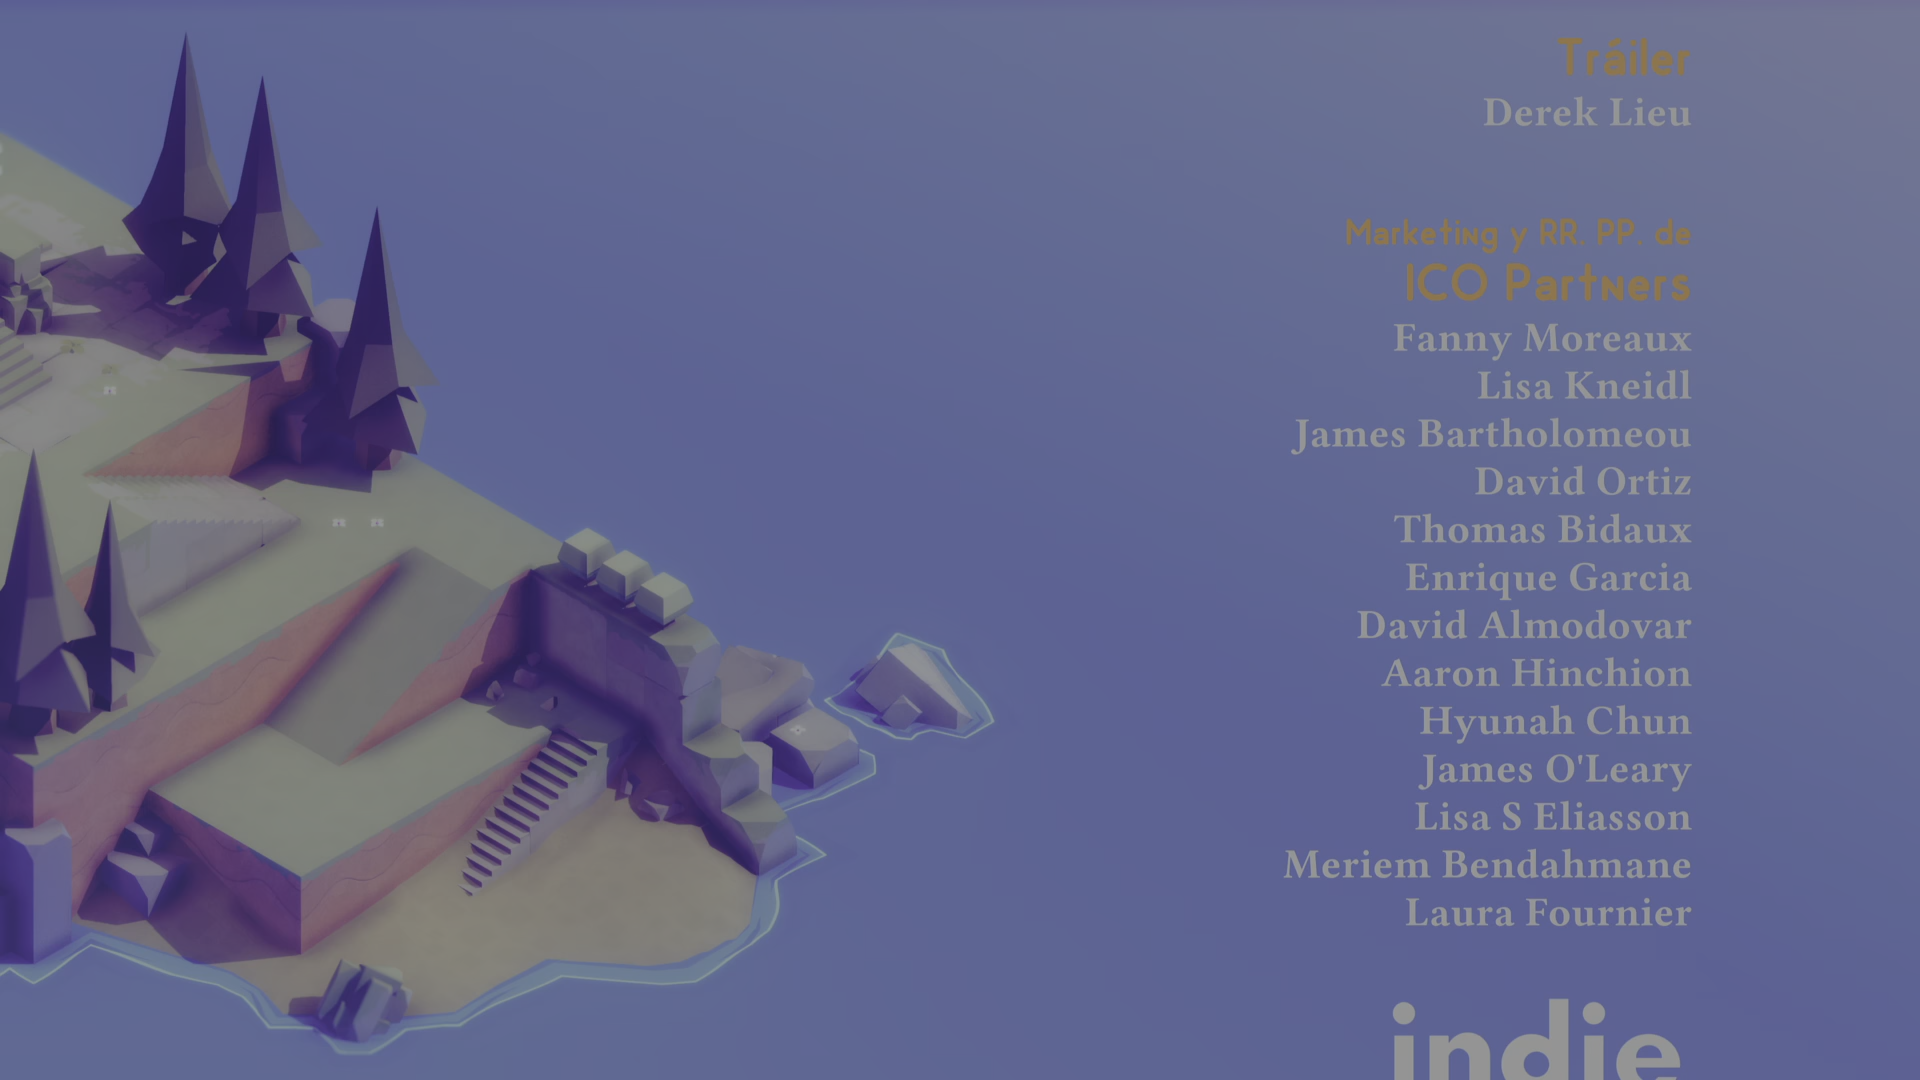 Tráiler
Derek Lieu
Marketing y RR. PP. de
ICO Partners
Fanny Moreaux
Lisa Kneidl
James Bartholomeou
David Ortiz
Thomas Bidaux
Enrique Garcia
David Almodovar
Aaron Hinchion
Hyunah Chun
James O'Leary
Lisa S Eliasson
Meriem Bendahmane
Laura Fournier
indie